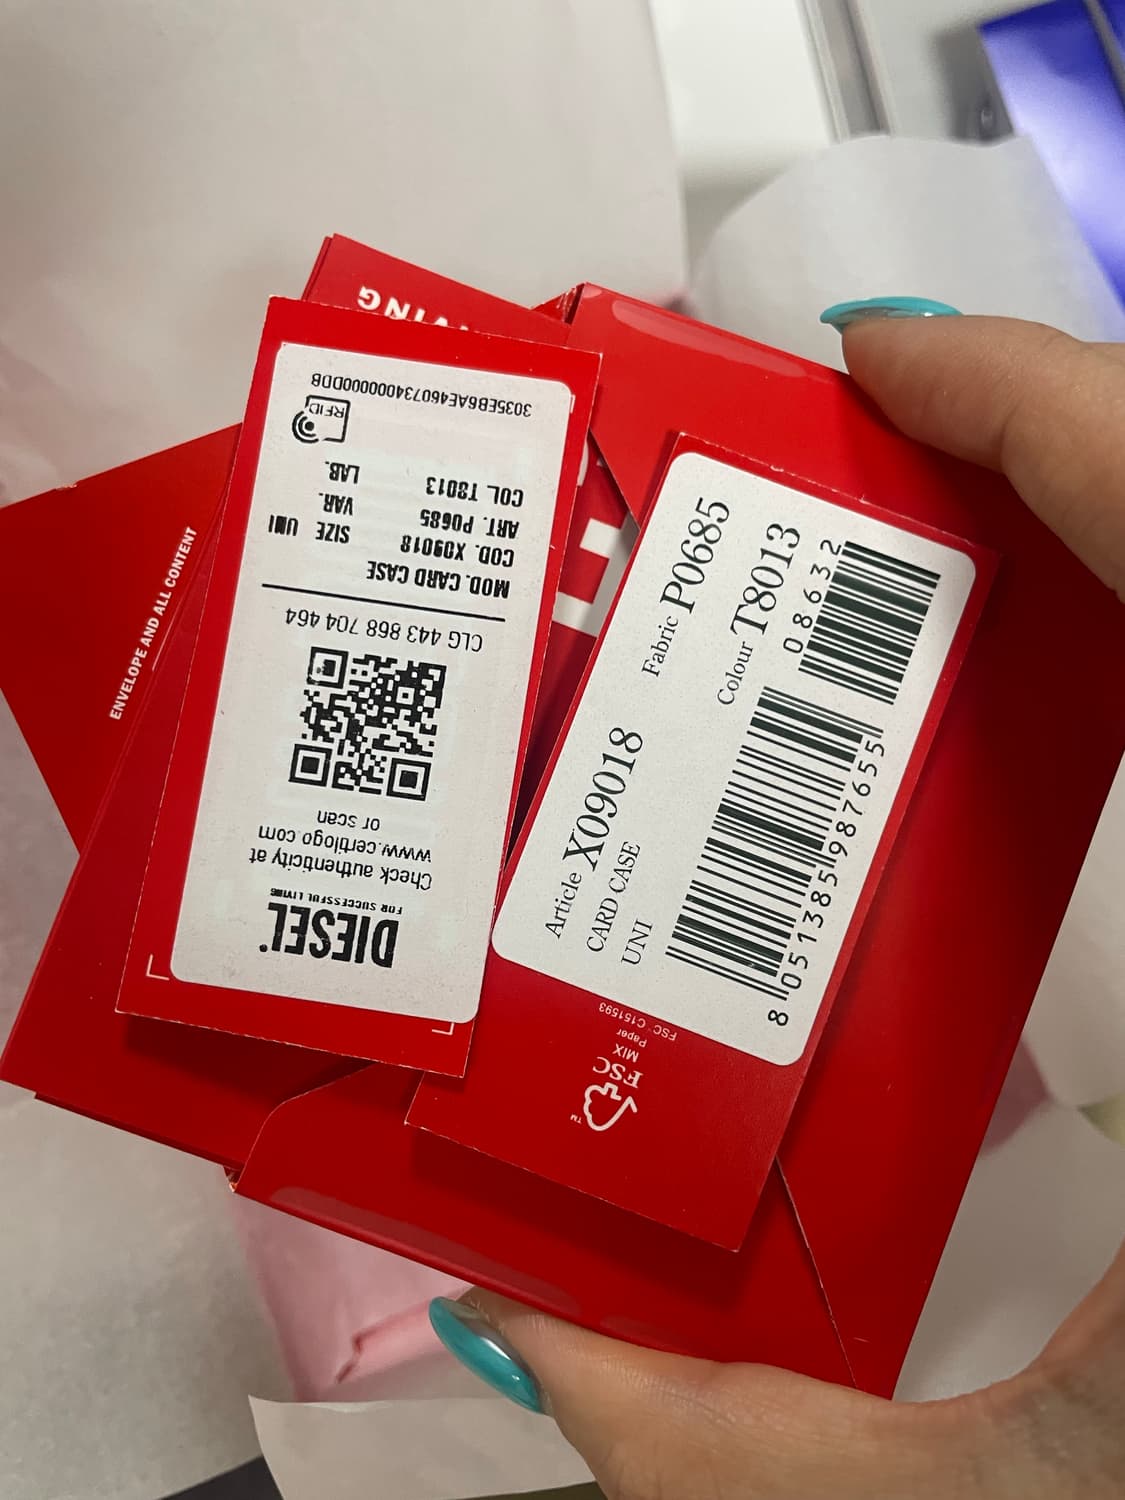 VING
ENVELOPE AND ALL CONTENT
DIESEL
FOR SUCCESSFUL LIVING
Check authenticity at
www.certilogo.com
or scan
CLG 443 868 704 464
MOD. CARD CASE
COD. X09018 SIZE UNI
ART. P0685 VAR.
COL. T8013 LAB.
RFID
Article X09018 Fabric P0685
CARD CASE Colour T8013
UNI
08632
8 051385 987655
FSC
MIX
Paper
FSC® C151593